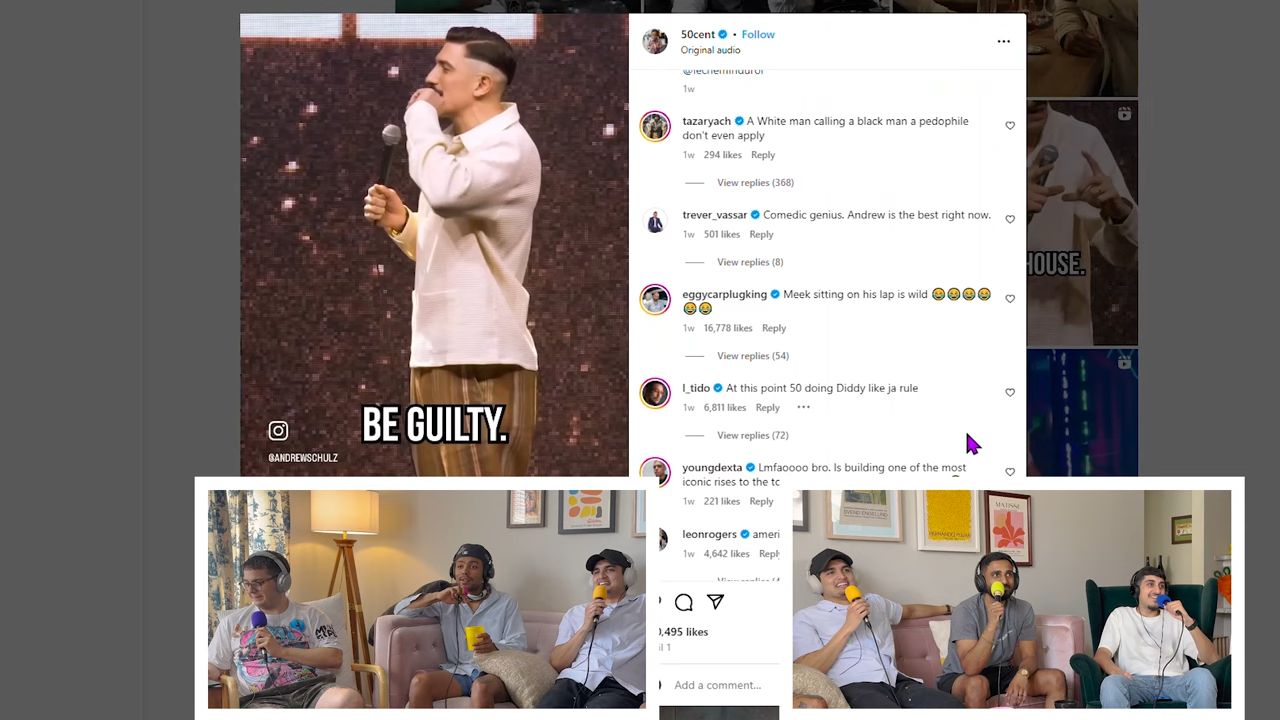 50cent • Follow
Original audio
@lecheminduroi
1w
tazaryach A White man calling a black man a pedophile
don't even apply
1w 294 likes Reply
View replies (368)
trever_vassar Comedic genius. Andrew is the best right now.
1w 501 likes Reply
View replies (8)
eggycarplugking Meek sitting on his lap is wild 😂😂😂😂
😂😂
1w 16,778 likes Reply
View replies (54)
l_tido At this point 50 doing Diddy like ja rule
1w 6,811 likes Reply
View replies (72)
youngdexta Lmfaoooo bro. Is building one of the most
iconic rises to the
1w 221 likes Reply
leonrogers
1w 4,642 likes
,495 likes
Add a comment...
BE GUILTY.
@ANDREWSCHULZ
HOUSE.
MATISSE